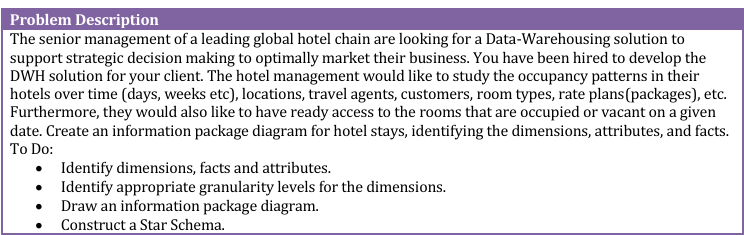 Problem Description
The senior management of a leading global hotel chain are looking for a Data-Warehousing solution to
support strategic decision making to optimally market their business. You have been hired to develop the
DWH solution for your client. The hotel management would like to study the occupancy patterns in their
hotels over time (days, weeks etc), locations, travel agents, customers, room types, rate plans(packages), etc.
Furthermore, they would also like to have ready access to the rooms that are occupied or vacant on a given
date. Create an information package diagram for hotel stays, identifying the dimensions, attributes, and facts.
To Do:
• Identify dimensions, facts and attributes.
• Identify appropriate granularity levels for the dimensions.
• Draw an information package diagram.
• Construct a Star Schema.